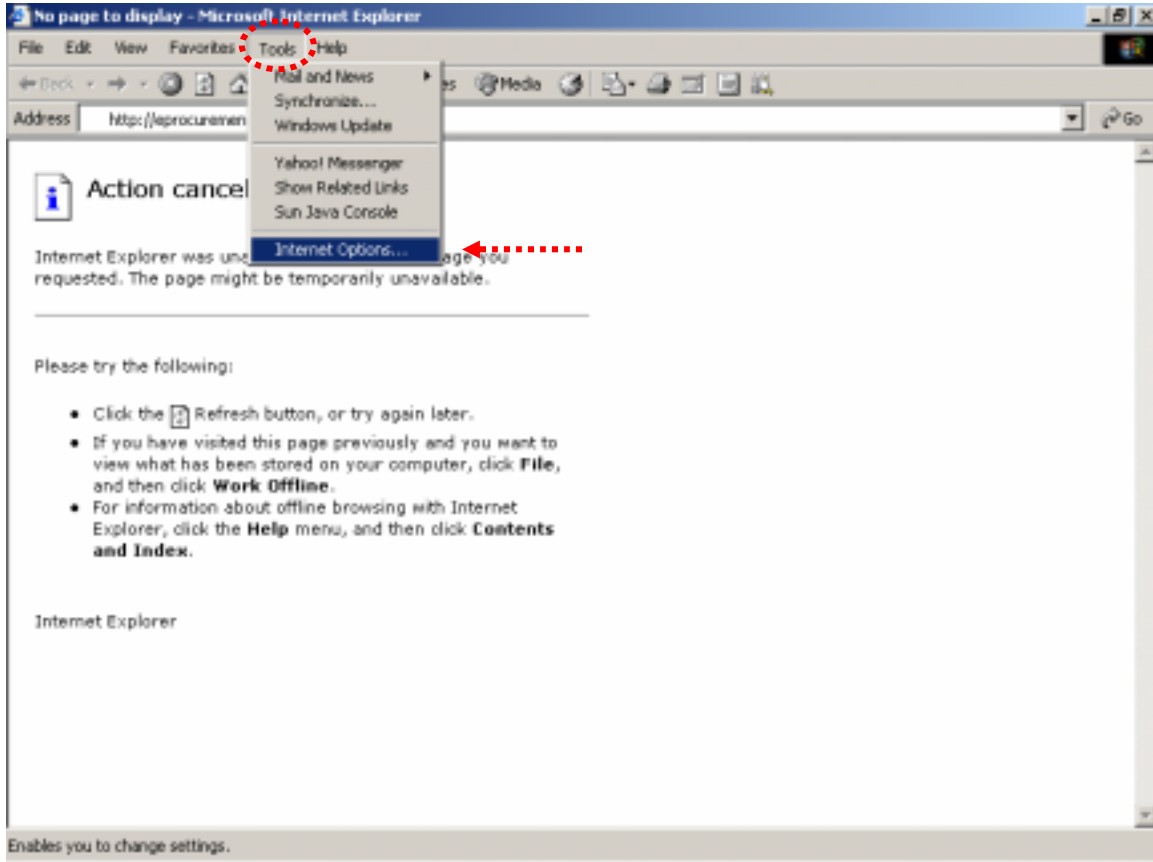 No page to display - Microsoft Internet Explorer
File Edit View Favorites Tools Help
Back Media
Address http://eprocuremen Go
Mail and News
Synchronize...
Windows Update
Yahoo! Messenger
Show Related Links
Sun Java Console
Internet Options...
Action cancel
Internet Explorer was una age you
requested. The page might be temporarily unavailable.
Please try the following:
Click the Refresh button, or try again later.
If you have visited this page previously and you want to
view what has been stored on your computer, click File,
and then click Work Offline.
For information about offline browsing with Internet
Explorer, click the Help menu, and then click Contents
and Index.
Internet Explorer
Enables you to change settings.